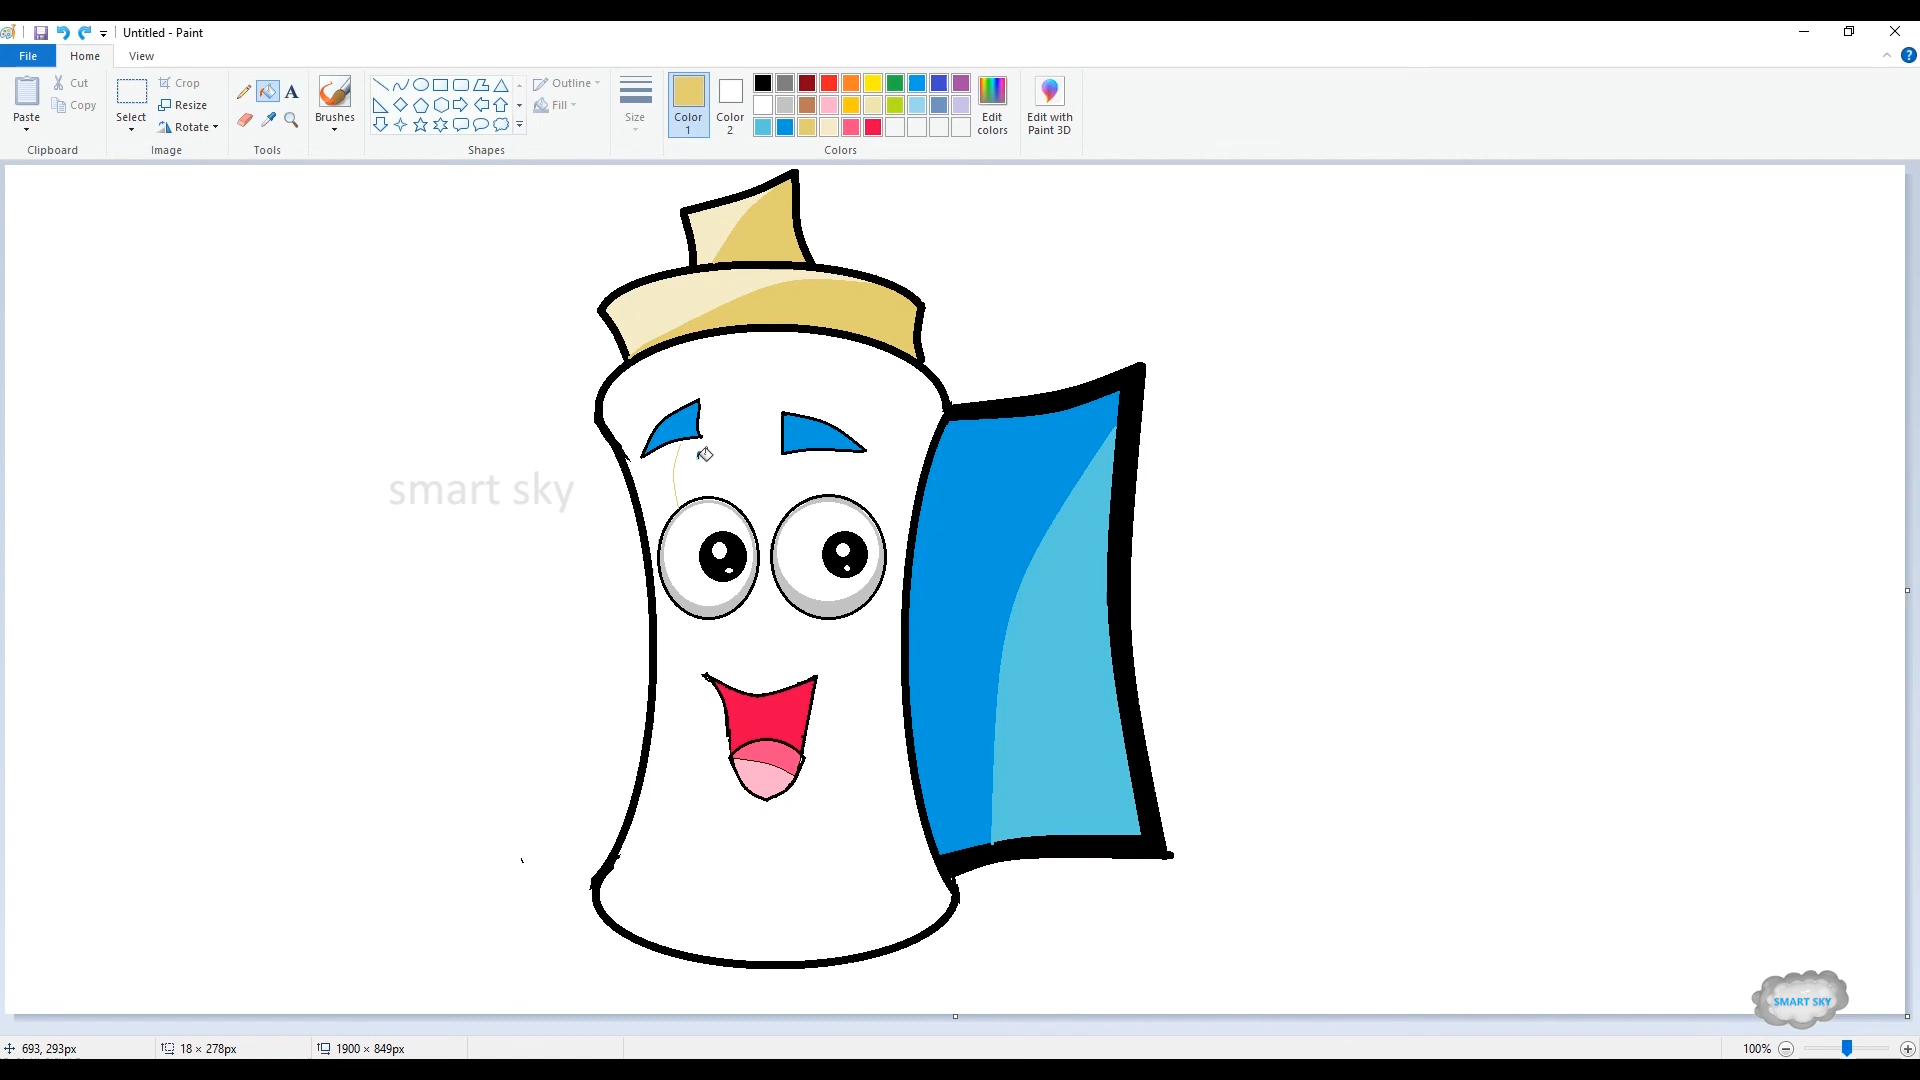 Untitled - Paint
File Home View
Paste
Cut
Copy
Clipboard
Select
Crop
Resize
Rotate
Image
A
Tools
Brushes
Shapes
Outline
Fill
Size
Color 1
Color 2
Colors
Edit colors
Edit with Paint 3D
?
smart sky
SMART SKY
693, 293px
18 × 278px
1900 × 849px
100%